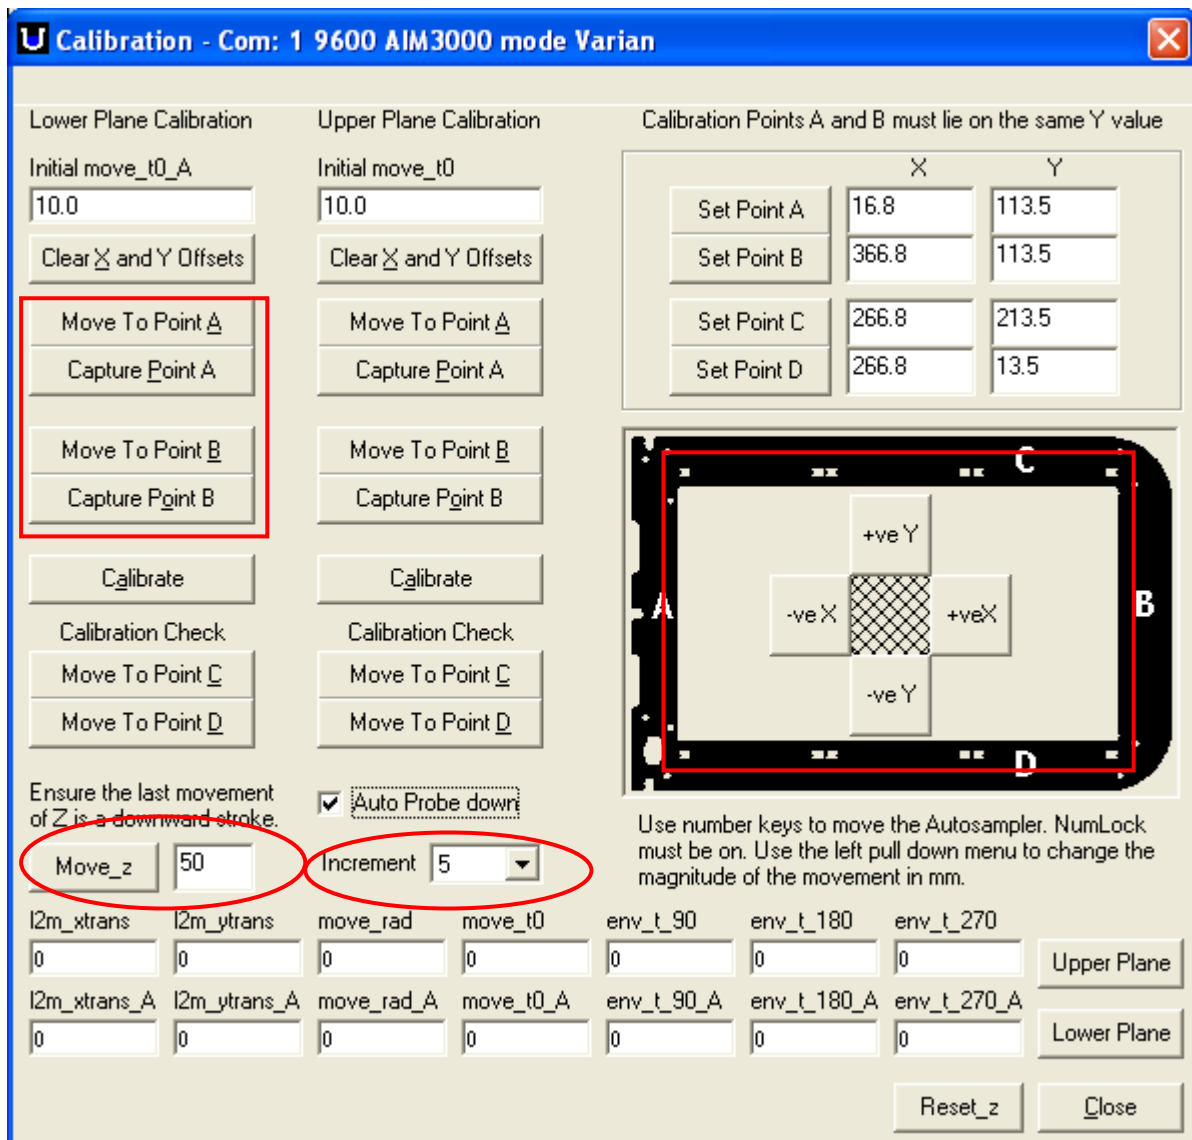 Calibration - Com: 1 9600 AIM3000 mode Varian
Lower Plane Calibration
Upper Plane Calibration
Calibration Points A and B must lie on the same Y value
Initial move_t0_A
Initial move_t0
X Y
10.0
10.0
Set Point A 16.8 113.5
Clear X and Y Offsets
Clear X and Y Offsets
Set Point B 366.8 113.5
Move To Point A
Move To Point A
Set Point C 266.8 213.5
Capture Point A
Capture Point A
Set Point D 266.8 13.5
Move To Point B
Move To Point B
Capture Point B
Capture Point B
C
+ve Y
A -ve X +veX B
-ve Y
D
Calibrate
Calibrate
Calibration Check
Calibration Check
Move To Point C
Move To Point C
Move To Point D
Move To Point D
Ensure the last movement
of Z is a downward stroke.
Auto Probe down
Use number keys to move the Autosampler. NumLock
must be on. Use the left pull down menu to change the
magnitude of the movement in mm.
Move_z 50
Increment 5
l2m_xtrans l2m_ytrans move_rad move_t0 env_t_90 env_t_180 env_t_270
0 0 0 0 0 0 0
Upper Plane
l2m_xtrans_A l2m_ytrans_A move_rad_A move_t0_A env_t_90_A env_t_180_A env_t_270_A
0 0 0 0 0 0 0
Lower Plane
Reset_z Close